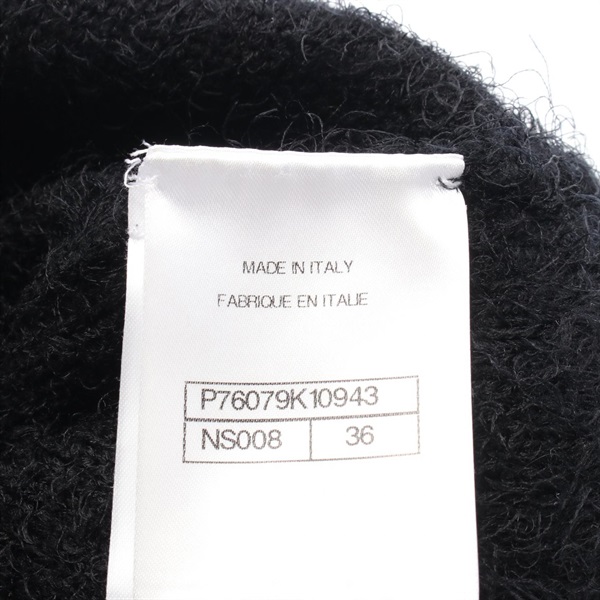 MADE IN ITALY
FABRIQUE EN ITALIE
P76079K10943
NS008 36